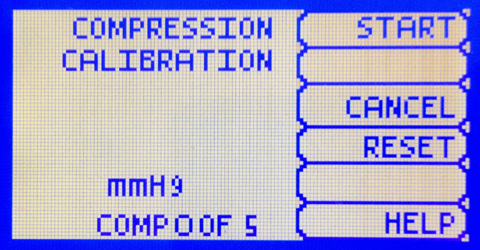 COMPRESSION
CALIBRATION
mmHg
COMP 0 OF 5
START
CANCEL
RESET
HELP